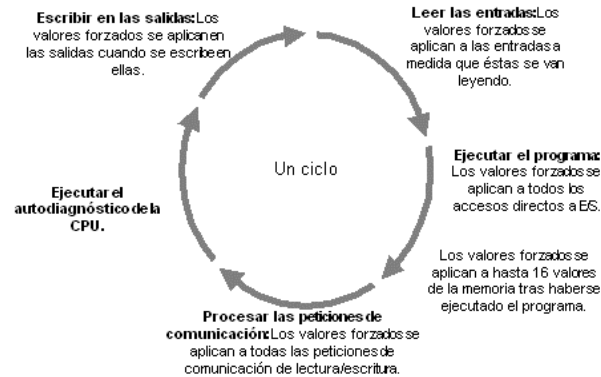 Escribir en las salidas:Los
valores forzados se aplican en
las salidas cuando se escribe en
ellas.
Leer las entradas:Los
valores forzados se
aplican a las entradas a
medida que éstas se van
leyendo.
Ejecutar el programa:
Los valores forzados se
aplican a todos los
accesos directos a E/S.
Los valores forzados se
aplican a hasta 16 valores
de la memoria tras haberse
ejecutado el programa.
Procesar las peticiones de
comunicación:Los valores forzados se
aplican a todas las peticiones de
comunicación de lectura/escritura.
Ejecutar el
autodiagnóstico de la
CPU.
Un ciclo